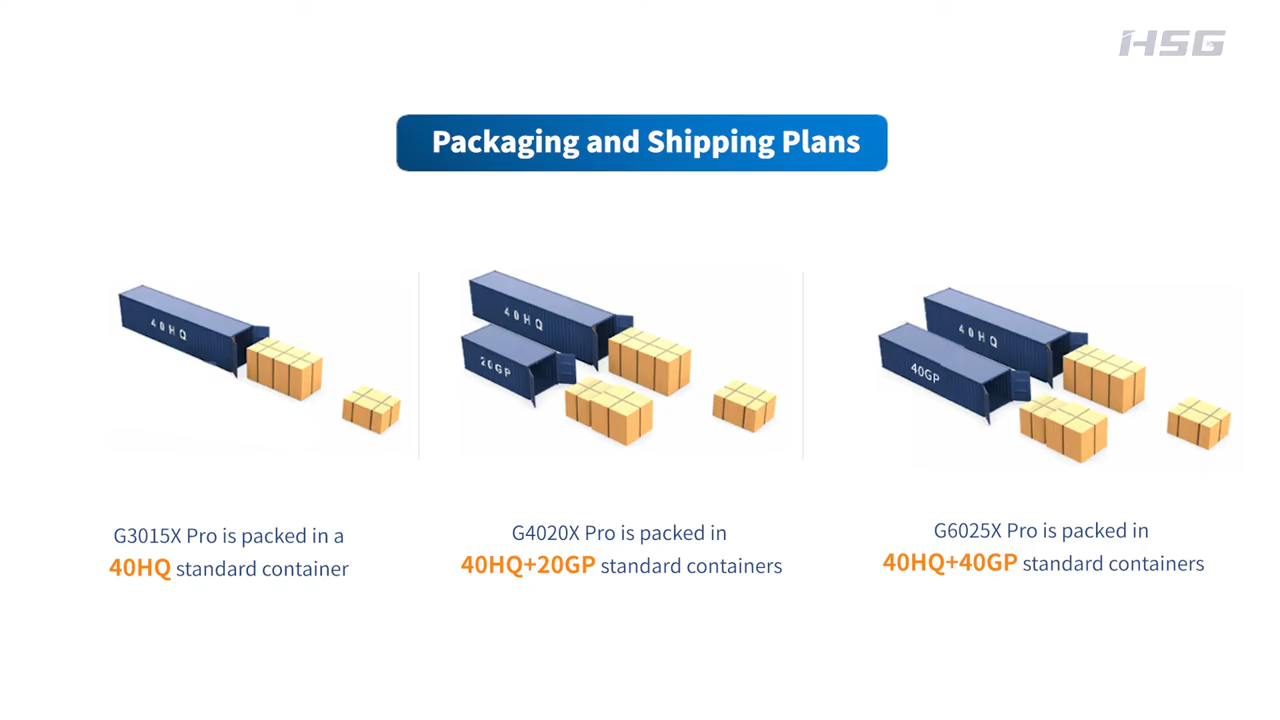 HSG
Packaging and Shipping Plans
40HQ
40HQ
20GP
40HQ
40GP
G3015X Pro is packed in a
40HQ standard container
G4020X Pro is packed in
40HQ+20GP standard containers
G6025X Pro is packed in
40HQ+40GP standard containers